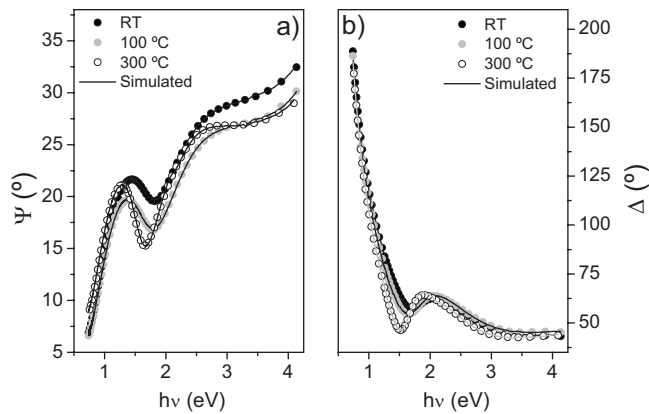 a)
RT
100 ºC
300 ºC
Simulated
40
35
30
25
20
15
10
5
Ψ (º)
1 2 3 4
hν (eV)
b)
RT
100 ºC
300 ºC
Simulated
200
175
150
125
100
75
50
Δ (º)
1 2 3 4
hν (eV)